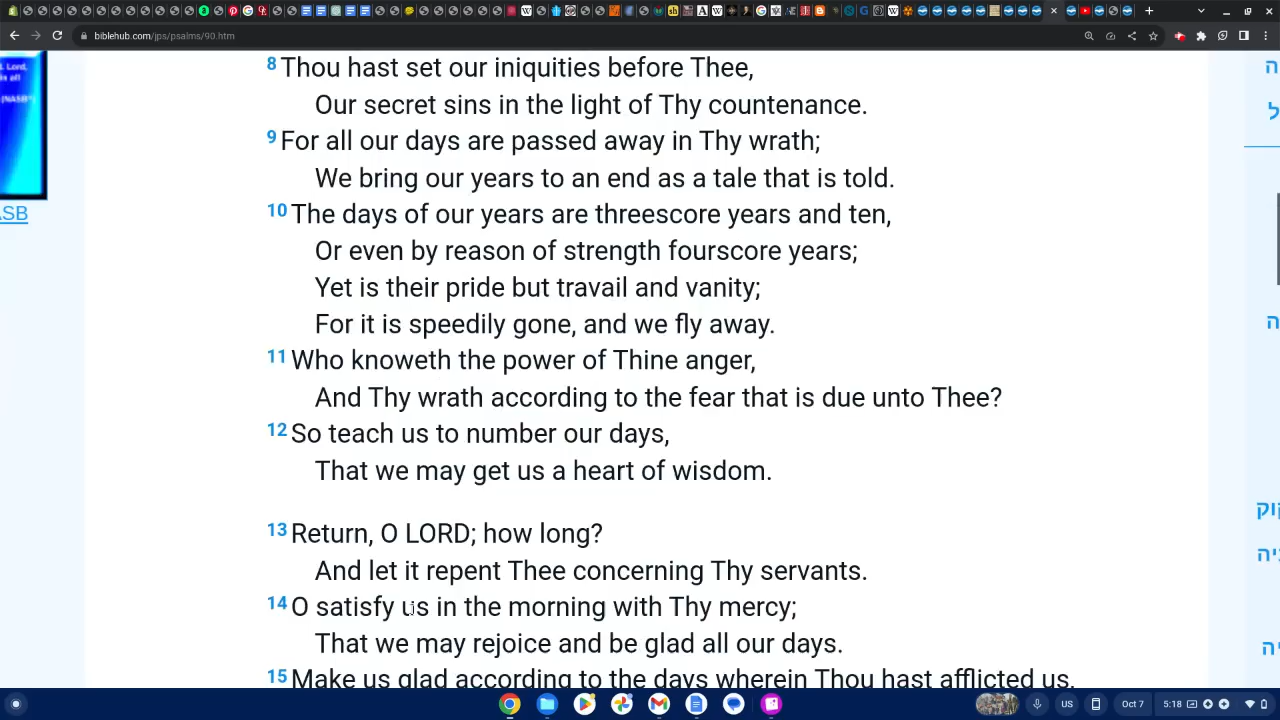 biblehub.com/jps/psalms/90.htm
ASB
8 Thou hast set our iniquities before Thee,
Our secret sins in the light of Thy countenance.
9 For all our days are passed away in Thy wrath;
We bring our years to an end as a tale that is told.
10 The days of our years are threescore years and ten,
Or even by reason of strength fourscore years;
Yet is their pride but travail and vanity;
For it is speedily gone, and we fly away.
11 Who knoweth the power of Thine anger,
And Thy wrath according to the fear that is due unto Thee?
12 So teach us to number our days,
That we may get us a heart of wisdom.
13 Return, O LORD; how long?
And let it repent Thee concerning Thy servants.
14 O satisfy us in the morning with Thy mercy;
That we may rejoice and be glad all our days.
15 Make us glad according to the days wherein Thou hast afflicted us,
US Oct 7 5:18